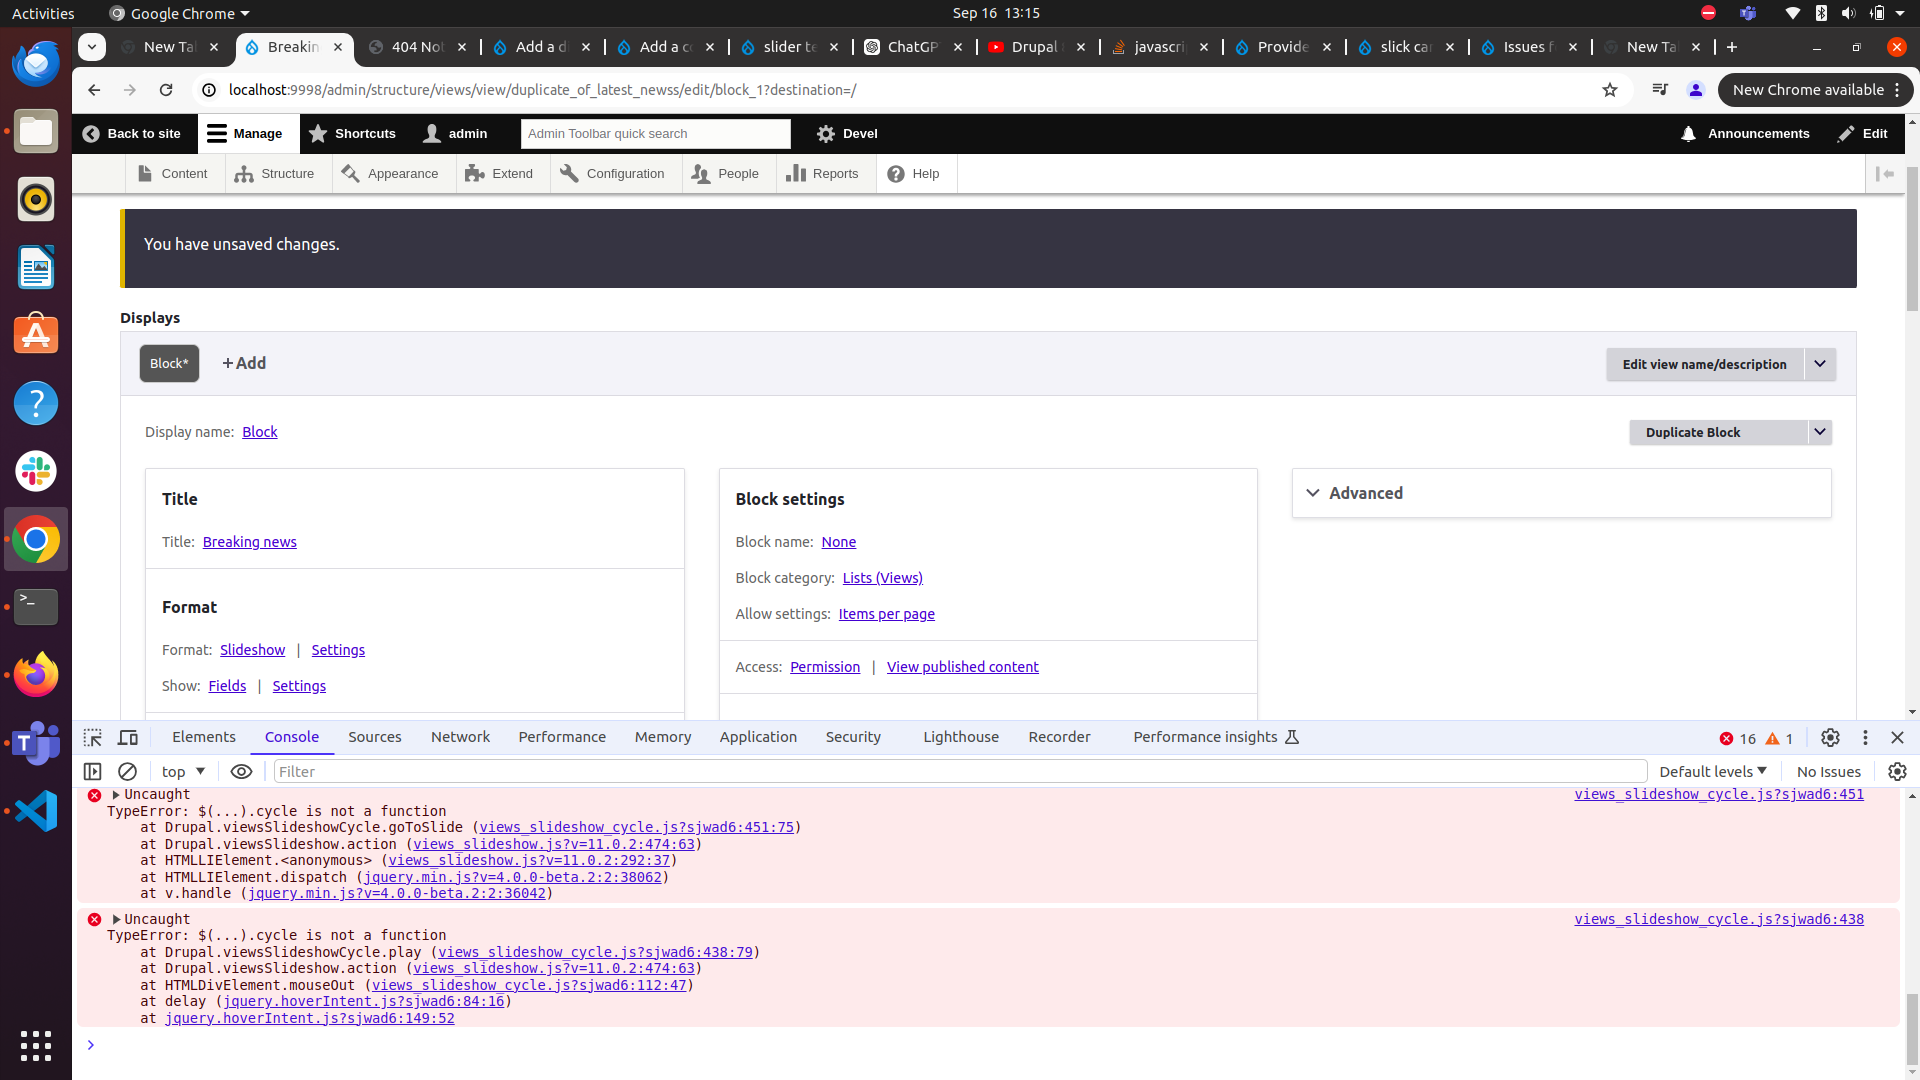 Activities
Google Chrome
Sep 16 13:15
New Tal
Breakin
404 Not
Add a d
Add a co
slider te
ChatGP
Drupal
javascri
Provide
slick car
Issues f
New Ta
localhost:9998/admin/structure/views/view/duplicate_of_latest_newss/edit/block_1?destination=/
New Chrome available
Back to site
Manage
Shortcuts
admin
Admin Toolbar quick search
Devel
Announcements
Edit
Content
Structure
Appearance
Extend
Configuration
People
Reports
Help
You have unsaved changes.
Displays
Block*
+ Add
Edit view name/description
Display name: Block
Duplicate Block
Title
Title: Breaking news
Format
Format: Slideshow | Settings
Show: Fields | Settings
Block settings
Block name: None
Block category: Lists (Views)
Allow settings: Items per page
Access: Permission | View published content
Advanced
Elements
Console
Sources
Network
Performance
Memory
Application
Security
Lighthouse
Recorder
Performance insights
16
1
top
Filter
Default levels
No Issues
Uncaught views_slideshow_cycle.js?sjwad6:451
TypeError: $(...).cycle is not a function
at Drupal.viewsSlideshowCycle.goToSlide (views_slideshow_cycle.js?sjwad6:451:75)
at Drupal.viewsSlideshow.action (views_slideshow.js?v=11.0.2:474:63)
at HTMLLIElement.<anonymous> (views_slideshow.js?v=11.0.2:292:37)
at HTMLLIElement.dispatch (jquery.min.js?v=4.0.0-beta.2:2:38062)
at v.handle (jquery.min.js?v=4.0.0-beta.2:2:36042)
Uncaught views_slideshow_cycle.js?sjwad6:438
TypeError: $(...).cycle is not a function
at Drupal.viewsSlideshowCycle.play (views_slideshow_cycle.js?sjwad6:438:79)
at Drupal.viewsSlideshow.action (views_slideshow.js?v=11.0.2:474:63)
at HTMLDivElement.mouseOut (views_slideshow_cycle.js?sjwad6:112:47)
at delay (jquery.hoverIntent.js?sjwad6:84:16)
at jquery.hoverIntent.js?sjwad6:149:52